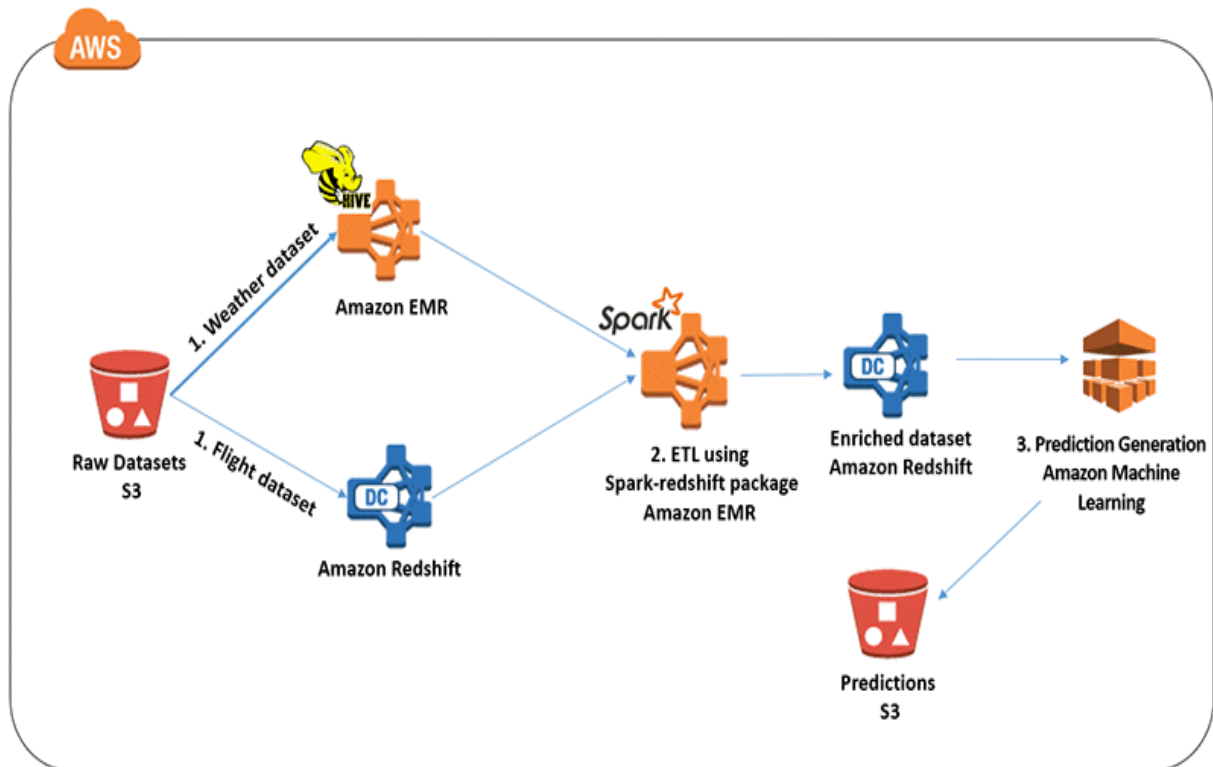 AWS
HIVE
1. Weather dataset
Amazon EMR
Spark
Raw Datasets
S3
1. Flight dataset
DC
Amazon Redshift
2. ETL using
Spark-redshift package
Amazon EMR
DC
Enriched dataset
Amazon Redshift
3. Prediction Generation
Amazon Machine
Learning
Predictions
S3